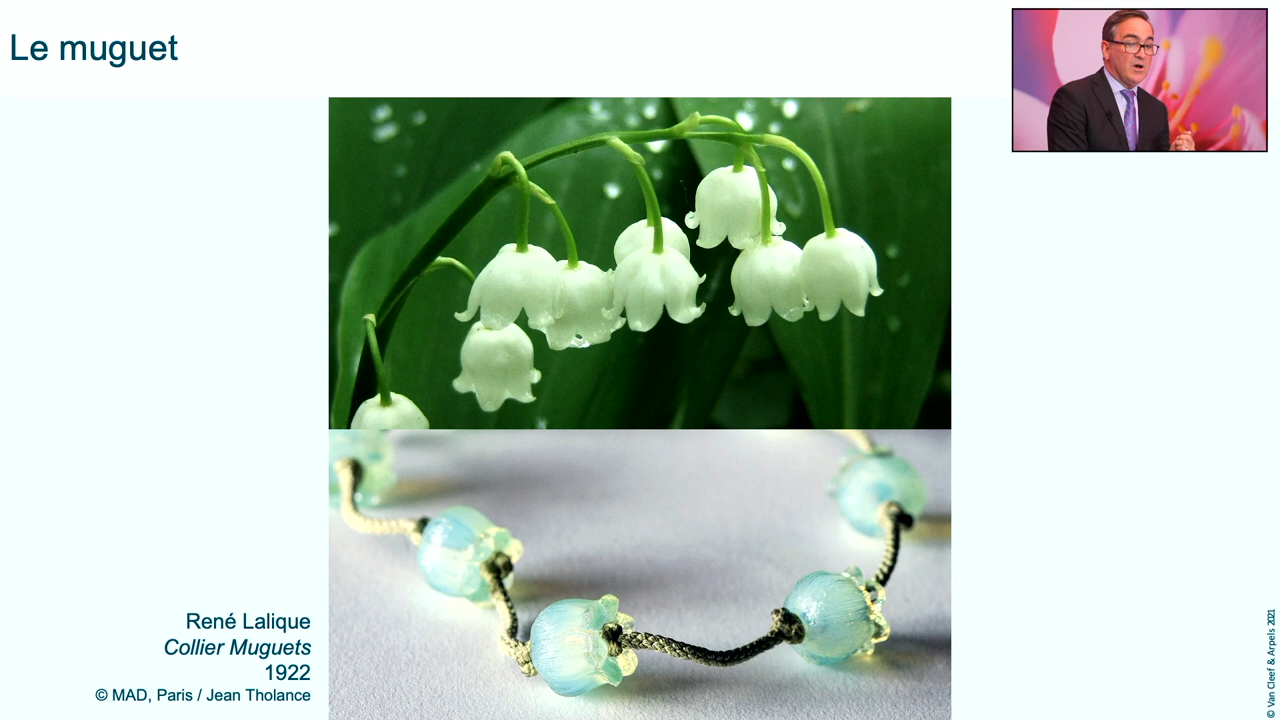 Le muguet
René Lalique
Collier Muguets
1922
© MAD, Paris / Jean Tholance
© Van Cleef & Arpels 2021